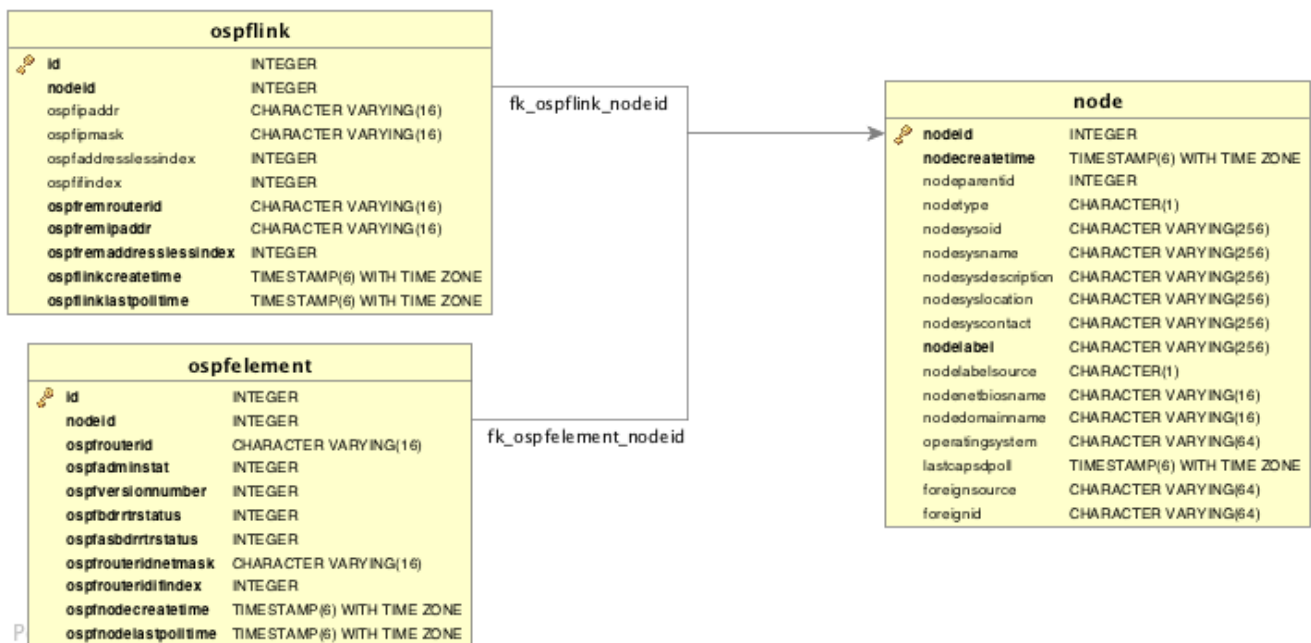 ospflink
id INTEGER
nodeid INTEGER
ospfipaddr CHARACTER VARYING(16)
ospfipmask CHARACTER VARYING(16)
ospfaddresslessindex INTEGER
ospfifindex INTEGER
ospfremrouterid CHARACTER VARYING(16)
ospfremipaddr CHARACTER VARYING(16)
ospfremaddresslessindex INTEGER
ospflinkcreatetime TIMESTAMP(6) WITH TIME ZONE
ospflinklastpolltime TIMESTAMP(6) WITH TIME ZONE
fk_ospflink_nodeid
ospfelement
id INTEGER
nodeid INTEGER
ospfrouterid CHARACTER VARYING(16)
ospfadminstat INTEGER
ospfversionnumber INTEGER
ospfbdrrtrstatus INTEGER
ospfasbdrrtrstatus INTEGER
ospfrouteridnetmask CHARACTER VARYING(16)
ospfrouteridifindex INTEGER
ospfnodecreatetime TIMESTAMP(6) WITH TIME ZONE
ospfnodelastpolltime TIMESTAMP(6) WITH TIME ZONE
fk_ospfelement_nodeid
node
nodeid INTEGER
nodecreatetime TIMESTAMP(6) WITH TIME ZONE
nodeparentid INTEGER
nodetype CHARACTER(1)
nodesysoid CHARACTER VARYING(256)
nodesysname CHARACTER VARYING(256)
nodesysdescription CHARACTER VARYING(256)
nodesyslocation CHARACTER VARYING(256)
nodesyscontact CHARACTER VARYING(256)
nodelabel CHARACTER VARYING(256)
nodelabelsource CHARACTER(1)
nodenetbiosname CHARACTER VARYING(16)
nodedomainname CHARACTER VARYING(16)
operatingsystem CHARACTER VARYING(64)
lastcapsdpoll TIMESTAMP(6) WITH TIME ZONE
foreignsource CHARACTER VARYING(64)
foreignid CHARACTER VARYING(64)